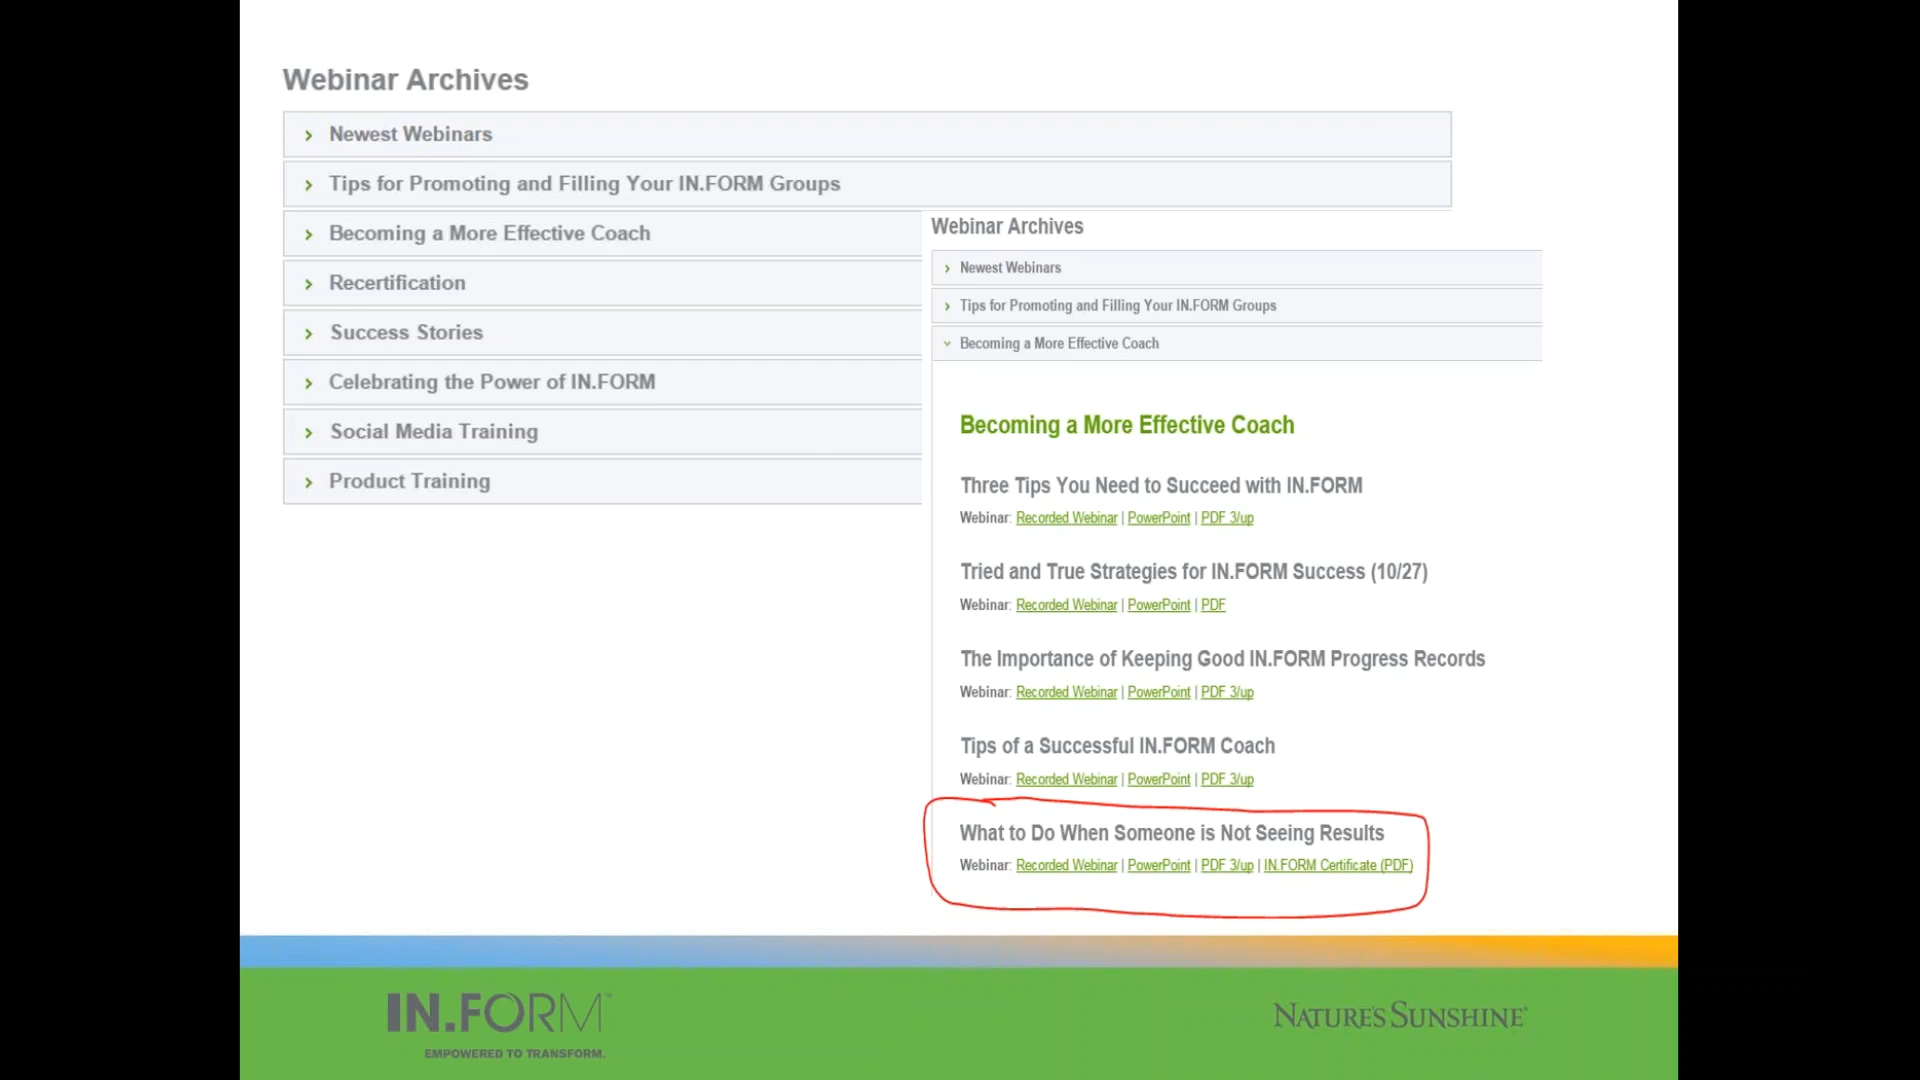 Webinar Archives
Newest Webinars
Tips for Promoting and Filling Your IN.FORM Groups
Becoming a More Effective Coach
Recertification
Success Stories
Celebrating the Power of IN.FORM
Social Media Training
Product Training
Webinar Archives
Newest Webinars
Tips for Promoting and Filling Your IN.FORM Groups
Becoming a More Effective Coach
Becoming a More Effective Coach
Three Tips You Need to Succeed with IN.FORM
Webinar: Recorded Webinar | PowerPoint | PDF 3/up
Tried and True Strategies for IN.FORM Success (10/27)
Webinar: Recorded Webinar | PowerPoint | PDF
The Importance of Keeping Good IN.FORM Progress Records
Webinar: Recorded Webinar | PowerPoint | PDF 3/up
Tips of a Successful IN.FORM Coach
Webinar: Recorded Webinar | PowerPoint | PDF 3/up
What to Do When Someone is Not Seeing Results
Webinar: Recorded Webinar | PowerPoint | PDF 3/up | IN.FORM Certificate (PDF)
IN.FORM™
EMPOWERED TO TRANSFORM.
NATURE'S SUNSHINE®